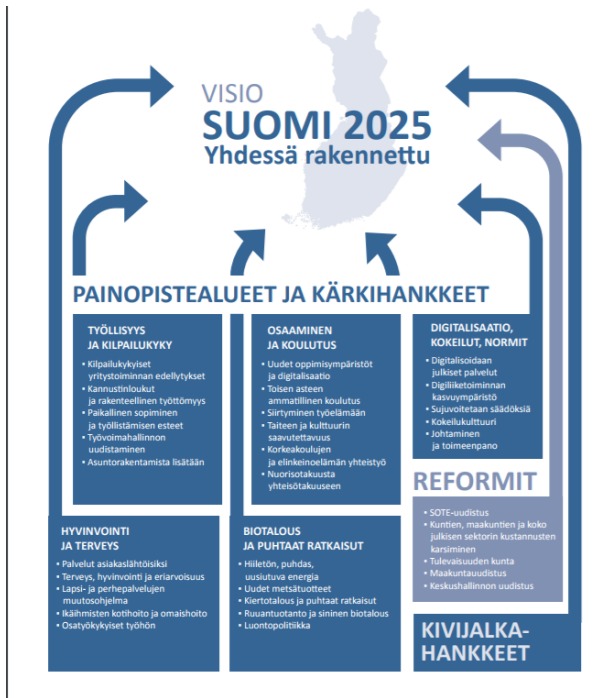 VISIO
SUOMI 2025
Yhdessä rakennettu
PAINOPISTEALUEET JA KÄRKIHANKKEET
TYÖLLISYYS
JA KILPAILUKYKY
• Kilpailukykyiset
yritystoiminnan edellytykset
• Kannustinloukut
ja rakenteellinen työttömyys
• Paikallinen sopiminen
ja työllistämisen esteet
• Työvoimahallinnon
uudistaminen
• Asuntorakentamista lisätään
OSAAMINEN
JA KOULUTUS
• Uudet oppimisympäristöt
ja digitalisaatio
• Toisen asteen
ammatillinen koulutus
• Siirtyminen työelämään
• Taiteen ja kulttuurin
saavutettavuus
• Korkeakoulujen
ja elinkeinoelämän yhteistyö
• Nuorisotakuusta
yhteisötakuuseen
DIGITALISAATIO,
KOKEILUT, NORMIT
• Digitalisoidaan
julkiset palvelut
• Digiliiketoiminnan
kasvuympäristö
• Sujuvoitetaan säädöksiä
• Kokeilukulttuuri
• Johtaminen
ja toimeenpano
HYVINVOINTI
JA TERVEYS
• Palvelut asiakaslähtöisiksi
• Terveys, hyvinvointi ja eriarvoisuus
• Lapsi- ja perhepalvelujen
muutosohjelma
• Ikäihmisten kotihoito ja omaishoito
• Osatyökykyiset työhön
BIOTALOUS
JA PUHTAAT RATKAISUT
• Hiiletön, puhdas,
uusiutuva energia
• Uudet metsätuotteet
• Kiertotalous ja puhtaat ratkaisut
• Ruuantuotanto ja sininen biotalous
• Luontopolitiikka
REFORMIT
• SOTE-uudistus
• Kuntien, maakuntien ja koko
julkisen sektorin kustannusten
karsiminen
• Tulevaisuuden kunta
• Maakuntauudistus
• Keskushallinnon uudistus
KIVIJALKA-
HANKKEET